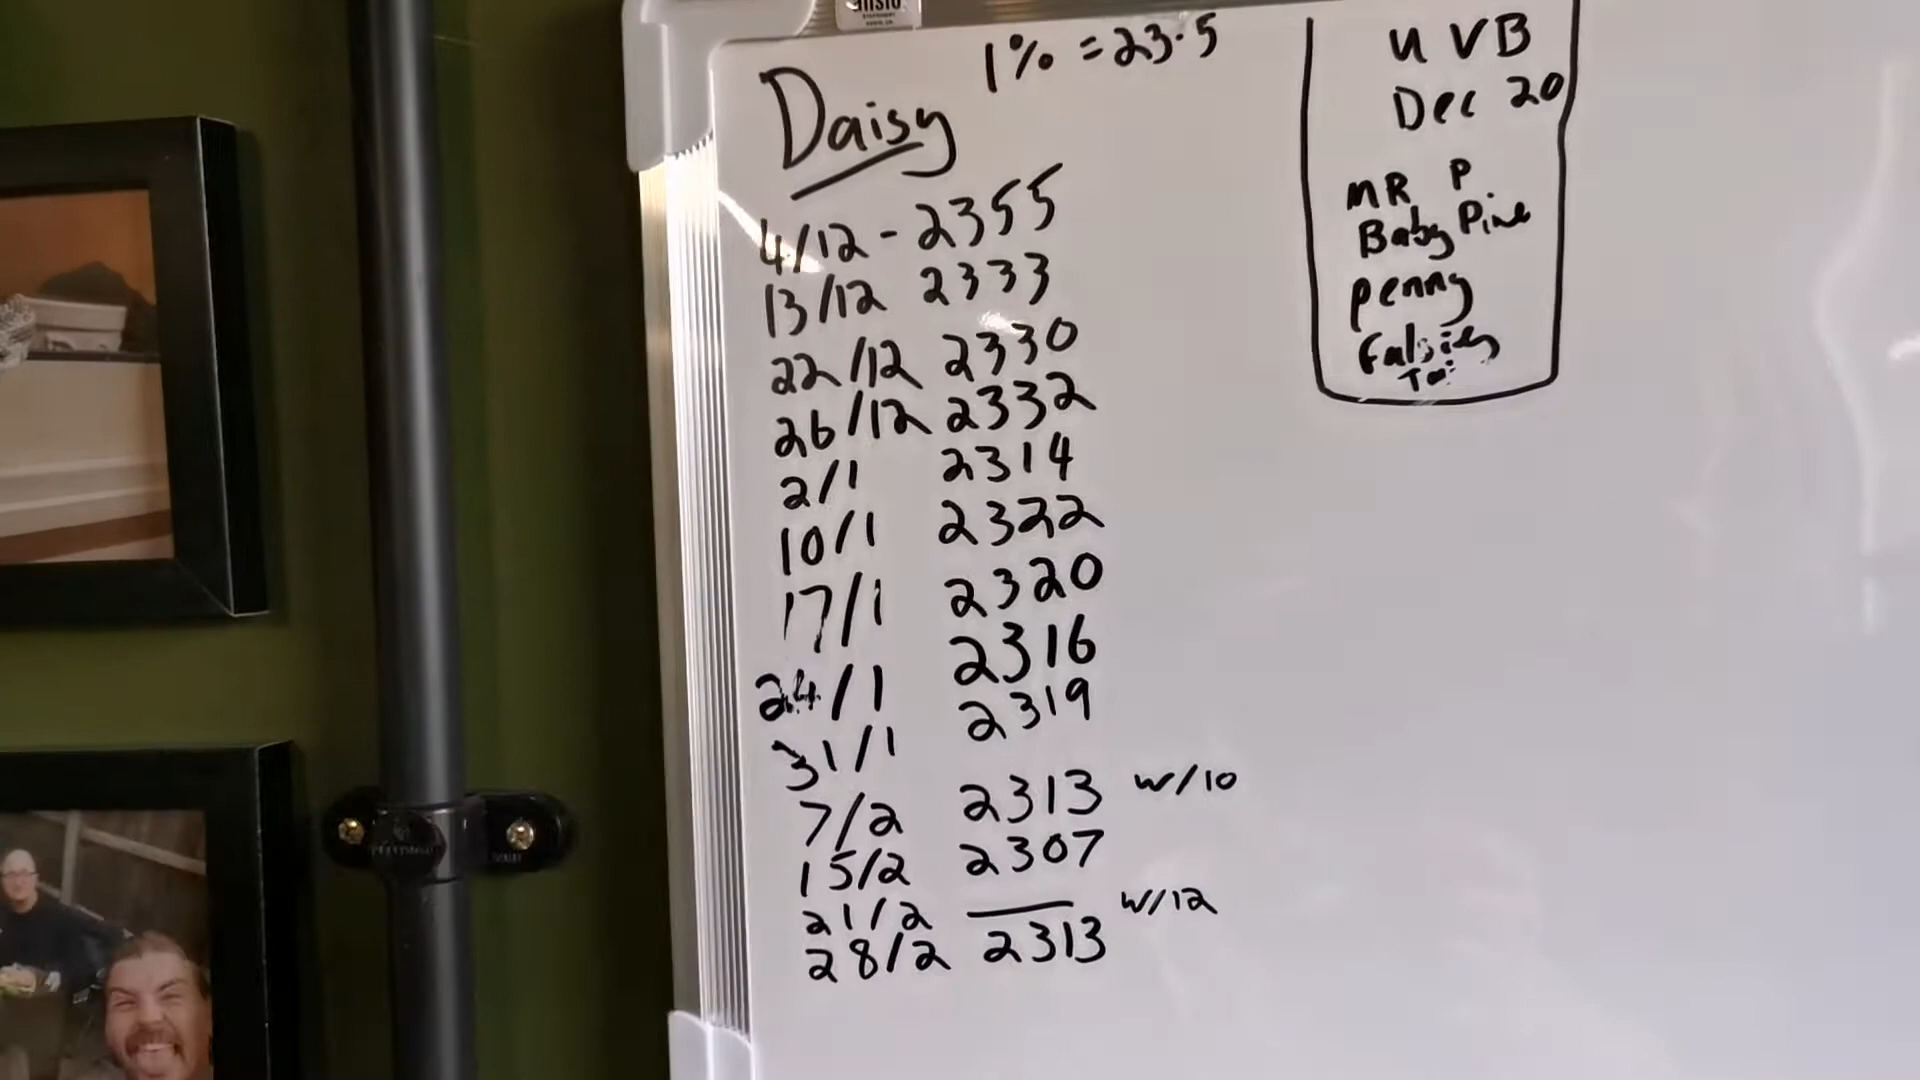 1% = 23.5
Daisy
4/12 - 2355
13/12 2333
22/12 2330
26/12 2332
2/1 2314
10/1 2322
17/1 2320
24/1 2316
31/1 2319
7/2 2313 w/10
15/2 2307
21/2 —
28/2 2313 w/12
UVB
Dec 20
MR P
Baby Pine
Penny